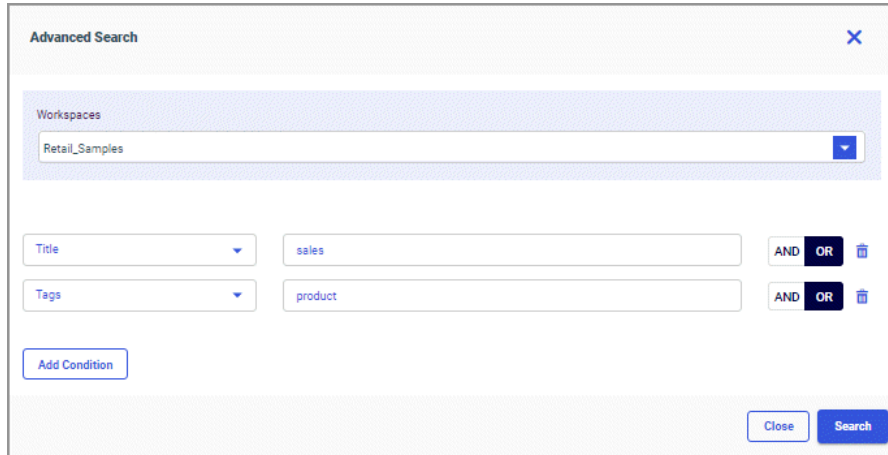 Advanced Search
Workspaces
Retail_Samples
Title sales AND OR
Tags product AND OR
Add Condition
Close Search